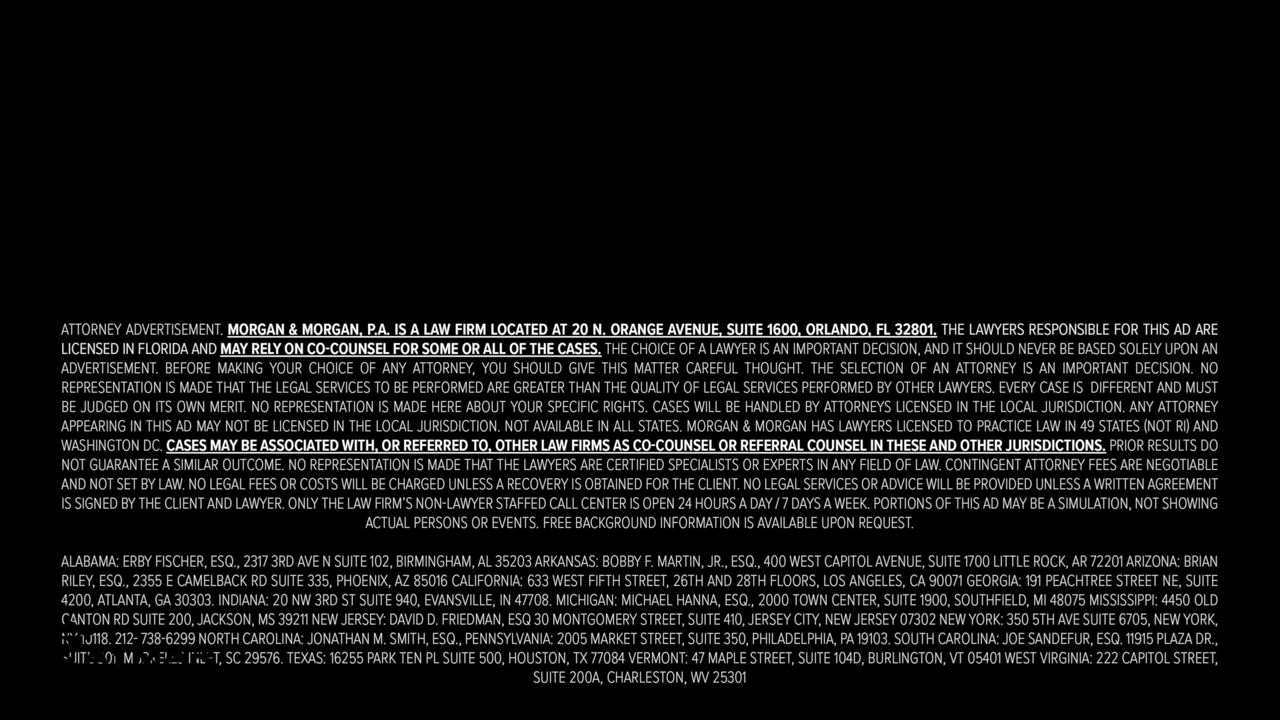 ATTORNEY ADVERTISEMENT. MORGAN & MORGAN, P.A. IS A LAW FIRM LOCATED AT 20 N. ORANGE AVENUE, SUITE 1600, ORLANDO, FL 32801. THE LAWYERS RESPONSIBLE FOR THIS AD ARE
LICENSED IN FLORIDA AND MAY RELY ON CO-COUNSEL FOR SOME OR ALL OF THE CASES. THE CHOICE OF A LAWYER IS AN IMPORTANT DECISION, AND IT SHOULD NEVER BE BASED SOLELY UPON AN
ADVERTISEMENT. BEFORE MAKING YOUR CHOICE OF ANY ATTORNEY, YOU SHOULD GIVE THIS MATTER CAREFUL THOUGHT. THE SELECTION OF AN ATTORNEY IS AN IMPORTANT DECISION. NO
REPRESENTATION IS MADE THAT THE LEGAL SERVICES TO BE PERFORMED ARE GREATER THAN THE QUALITY OF LEGAL SERVICES PERFORMED BY OTHER LAWYERS. EVERY CASE IS DIFFERENT AND MUST
BE JUDGED ON ITS OWN MERIT. NO REPRESENTATION IS MADE HERE ABOUT YOUR SPECIFIC RIGHTS. CASES WILL BE HANDLED BY ATTORNEYS LICENSED IN THE LOCAL JURISDICTION. ANY ATTORNEY
APPEARING IN THIS AD MAY NOT BE LICENSED IN THE LOCAL JURISDICTION. NOT AVAILABLE IN ALL STATES. MORGAN & MORGAN HAS LAWYERS LICENSED TO PRACTICE LAW IN 49 STATES (NOT RI) AND
WASHINGTON DC. CASES MAY BE ASSOCIATED WITH, OR REFERRED TO, OTHER LAW FIRMS AS CO-COUNSEL OR REFERRAL COUNSEL IN THESE AND OTHER JURISDICTIONS. PRIOR RESULTS DO
NOT GUARANTEE A SIMILAR OUTCOME. NO REPRESENTATION IS MADE THAT THE LAWYERS ARE CERTIFIED SPECIALISTS OR EXPERTS IN ANY FIELD OF LAW. CONTINGENT ATTORNEY FEES ARE NEGOTIABLE
AND NOT SET BY LAW. NO LEGAL FEES OR COSTS WILL BE CHARGED UNLESS A RECOVERY IS OBTAINED FOR THE CLIENT. NO LEGAL SERVICES OR ADVICE WILL BE PROVIDED UNLESS A WRITTEN AGREEMENT
IS SIGNED BY THE CLIENT AND LAWYER. ONLY THE LAW FIRM'S NON-LAWYER STAFFED CALL CENTER IS OPEN 24 HOURS A DAY / 7 DAYS A WEEK. PORTIONS OF THIS AD MAY BE A SIMULATION, NOT SHOWING
ACTUAL PERSONS OR EVENTS. FREE BACKGROUND INFORMATION IS AVAILABLE UPON REQUEST.
ALABAMA: ERBY FISCHER, ESQ., 2317 3RD AVE N SUITE 102, BIRMINGHAM, AL 35203 ARKANSAS: BOBBY F. MARTIN, JR., ESQ., 400 WEST CAPITOL AVENUE, SUITE 1700 LITTLE ROCK, AR 72201 ARIZONA: BRIAN
RILEY, ESQ., 2355 E CAMELBACK RD SUITE 335, PHOENIX, AZ 85016 CALIFORNIA: 633 WEST FIFTH STREET, 26TH AND 28TH FLOORS, LOS ANGELES, CA 90071 GEORGIA: 191 PEACHTREE STREET NE, SUITE
4200, ATLANTA, GA 30303. INDIANA: 20 NW 3RD ST SUITE 940, EVANSVILLE, IN 47708. MICHIGAN: MICHAEL HANNA, ESQ., 2000 TOWN CENTER, SUITE 1900, SOUTHFIELD, MI 48075 MISSISSIPPI: 4450 OLD
CANTON RD SUITE 200, JACKSON, MS 39211 NEW JERSEY: DAVID D. FRIEDMAN, ESQ 30 MONTGOMERY STREET, SUITE 410, JERSEY CITY, NEW JERSEY 07302 NEW YORK: 350 5TH AVE SUITE 6705, NEW YORK,
212-738-6299 NORTH CAROLINA: JONATHAN M. SMITH, ESQ., PENNSYLVANIA: 2005 MARKET STREET, SUITE 350, PHILADELPHIA, PA 19103. SOUTH CAROLINA: JOE SANDEFUR, ESQ. 11915 PLAZA DR.,
SC 29576. TEXAS: 16255 PARK TEN PL SUITE 500, HOUSTON, TX 77084 VERMONT: 47 MAPLE STREET, SUITE 104D, BURLINGTON, VT 05401 WEST VIRGINIA: 222 CAPITOL STREET,
SUITE 200A, CHARLESTON, WV 25301